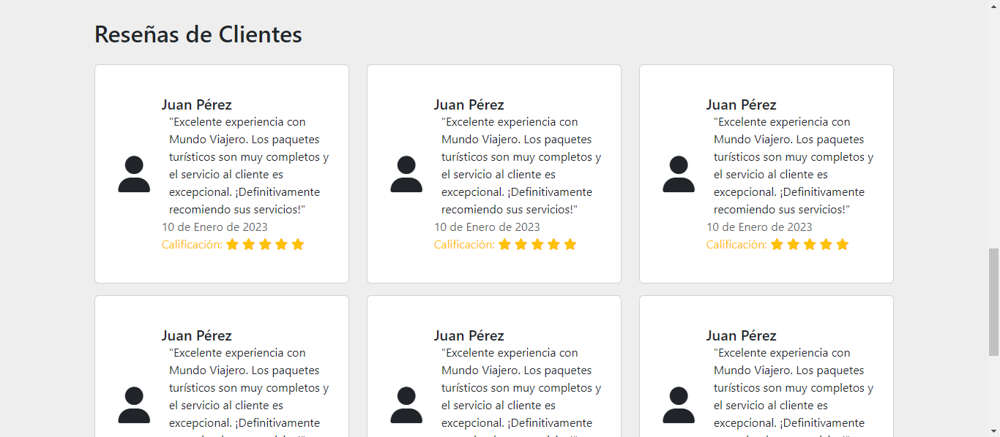 Reseñas de Clientes
Juan Pérez
"Excelente experiencia con
Mundo Viajero. Los paquetes
turísticos son muy completos y
el servicio al cliente es
excepcional. ¡Definitivamente
recomiendo sus servicios!"
10 de Enero de 2023
Calificación:
Juan Pérez
"Excelente experiencia con
Mundo Viajero. Los paquetes
turísticos son muy completos y
el servicio al cliente es
excepcional. ¡Definitivamente
recomiendo sus servicios!"
10 de Enero de 2023
Calificación:
Juan Pérez
"Excelente experiencia con
Mundo Viajero. Los paquetes
turísticos son muy completos y
el servicio al cliente es
excepcional. ¡Definitivamente
recomiendo sus servicios!"
10 de Enero de 2023
Calificación:
Juan Pérez
"Excelente experiencia con
Mundo Viajero. Los paquetes
turísticos son muy completos y
el servicio al cliente es
excepcional. ¡Definitivamente
Juan Pérez
"Excelente experiencia con
Mundo Viajero. Los paquetes
turísticos son muy completos y
el servicio al cliente es
excepcional. ¡Definitivamente
Juan Pérez
"Excelente experiencia con
Mundo Viajero. Los paquetes
turísticos son muy completos y
el servicio al cliente es
excepcional. ¡Definitivamente